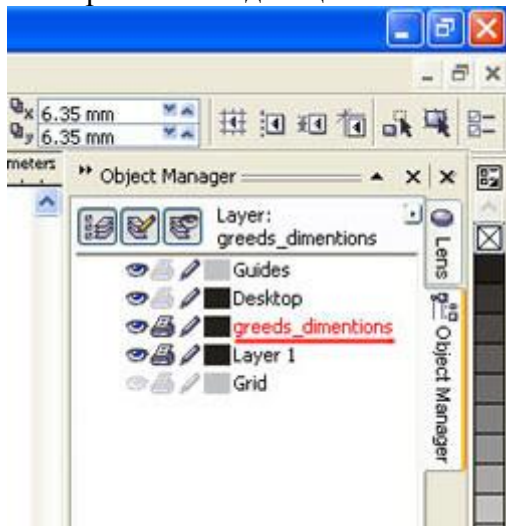 x 6.35 mm
y 6.35 mm
meters
Object Manager
Layer:
greeds_dimentions
Guides
Desktop
greeds_dimentions
Layer 1
Grid
Lens
Object Manager